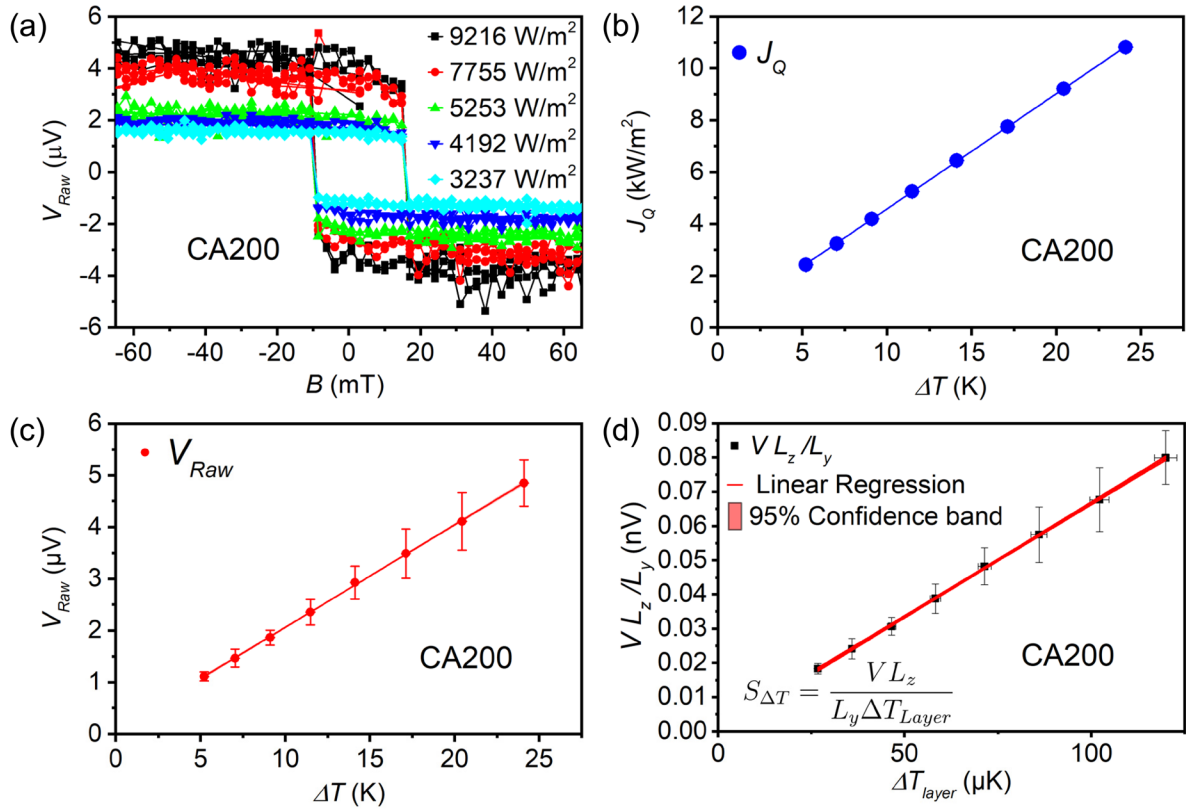 (a)
6
4
2
0
-2
-4
-6
V_Raw (µV)
9216 W/m²
7755 W/m²
5253 W/m²
4192 W/m²
3237 W/m²
CA200
-60 -40 -20 0 20 40 60
B (mT)
(b)
12
10
8
6
4
2
0
J_Q (kW/m²)
J_Q
CA200
0 5 10 15 20 25
ΔT (K)
(c)
6
5
4
3
2
1
0
V_Raw (µV)
V_Raw
CA200
0 5 10 15 20 25
ΔT (K)
(d)
0.09
0.08
0.07
0.06
0.05
0.04
0.03
0.02
0.01
0.00
V L_z /L_y (nV)
V L_z /L_y
Linear Regression
95% Confidence band
CA200
S_ΔT = V L_z / L_y ΔT_Layer
50 100
ΔT_layer (µK)